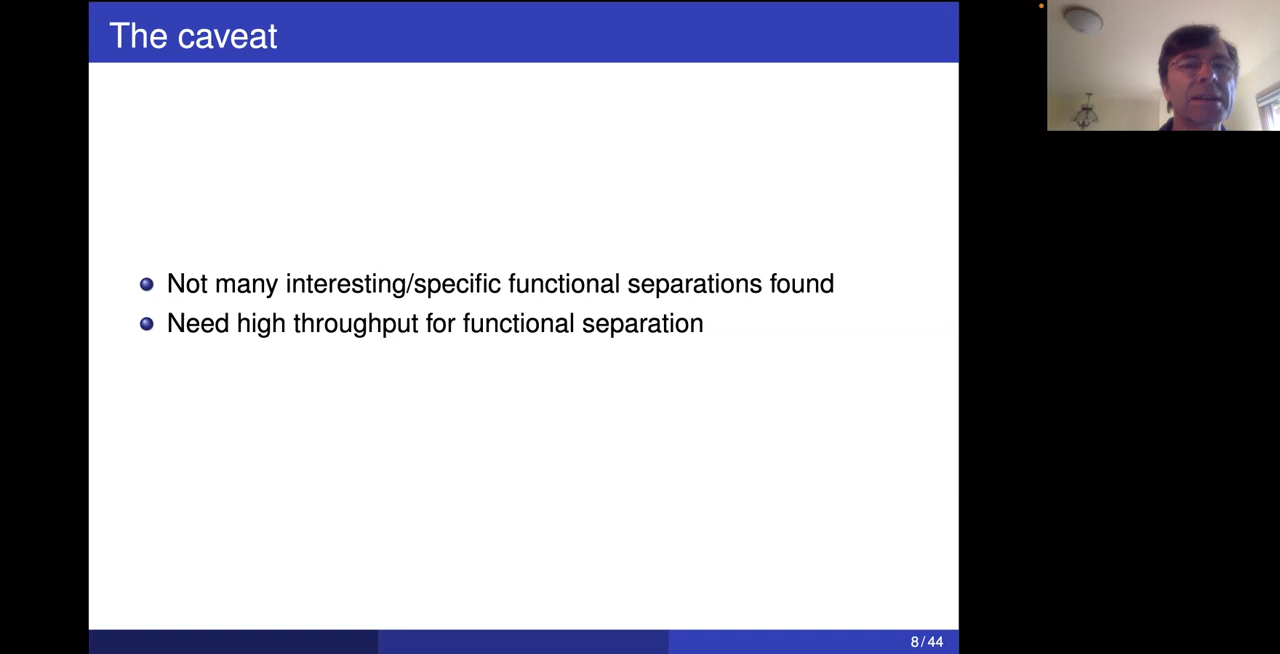 The caveat
Not many interesting/specific functional separations found
Need high throughput for functional separation
8/44